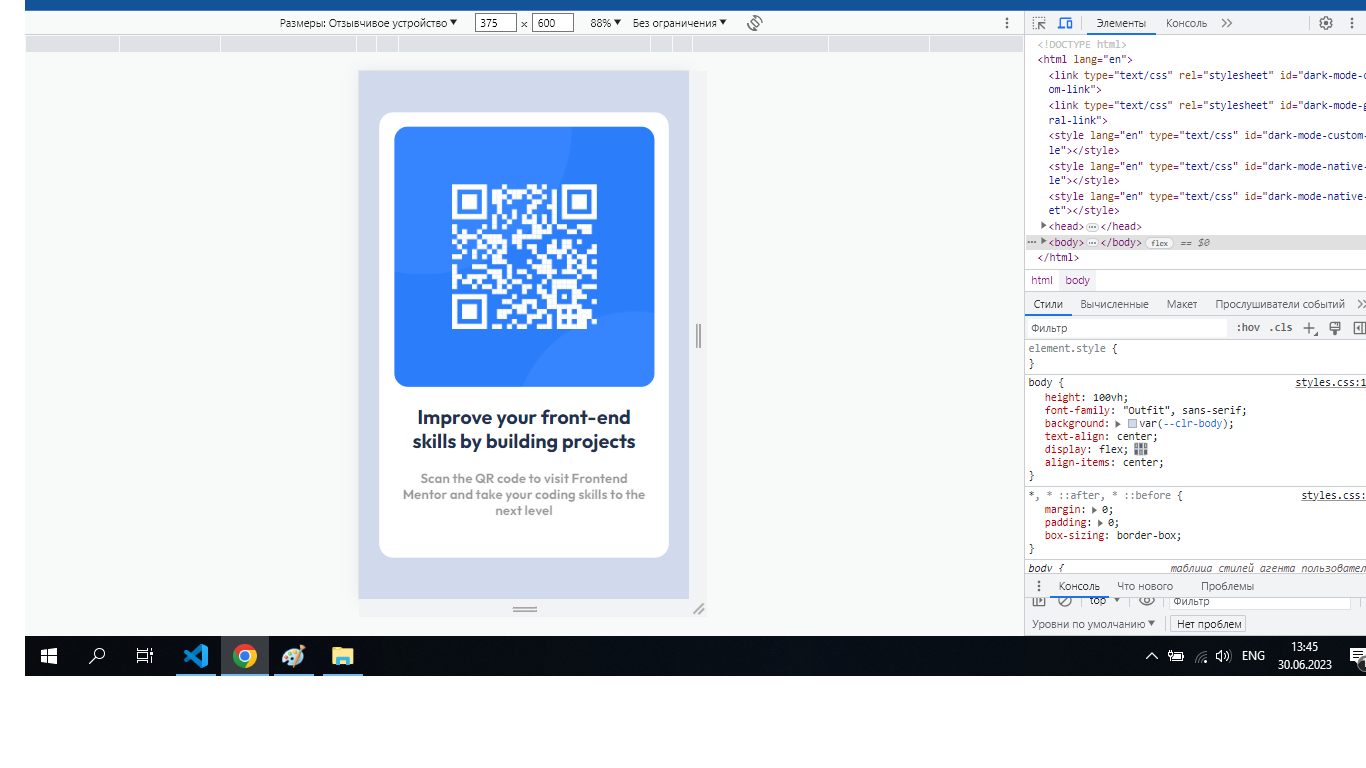 Размеры: Отзывчивое устройство ▼ 375 × 600 88% ▼ Без ограничения ▼
Элементы Консоль
<!DOCTYPE html>
<html lang="en">
<link type="text/css" rel="stylesheet" id="dark-mode-c
om-link">
<link type="text/css" rel="stylesheet" id="dark-mode-g
ral-link">
<style lang="en" type="text/css" id="dark-mode-custom-
le"></style>
<style lang="en" type="text/css" id="dark-mode-native-
le"></style>
<style lang="en" type="text/css" id="dark-mode-native-
et"></style>
<head>…</head>
<body>…</body> flex == $0
</html>
html body
Стили Вычисленные Макет Прослушиватели событий
Фильтр :hov .cls
element.style {
}
body { styles.css:1
height: 100vh;
font-family: "Outfit", sans-serif;
background: var(--clr-body);
text-align: center;
display: flex;
align-items: center;
}
*, * ::after, * ::before { styles.css:
margin: 0;
padding: 0;
box-sizing: border-box;
}
body { таблица стилей агента пользовател
Консоль Что нового Проблемы
top ▼ Фильтр
Уровни по умолчанию ▼ Нет проблем
Improve your front-end
skills by building projects
Scan the QR code to visit Frontend
Mentor and take your coding skills to the
next level
ENG
13:45
30.06.2023